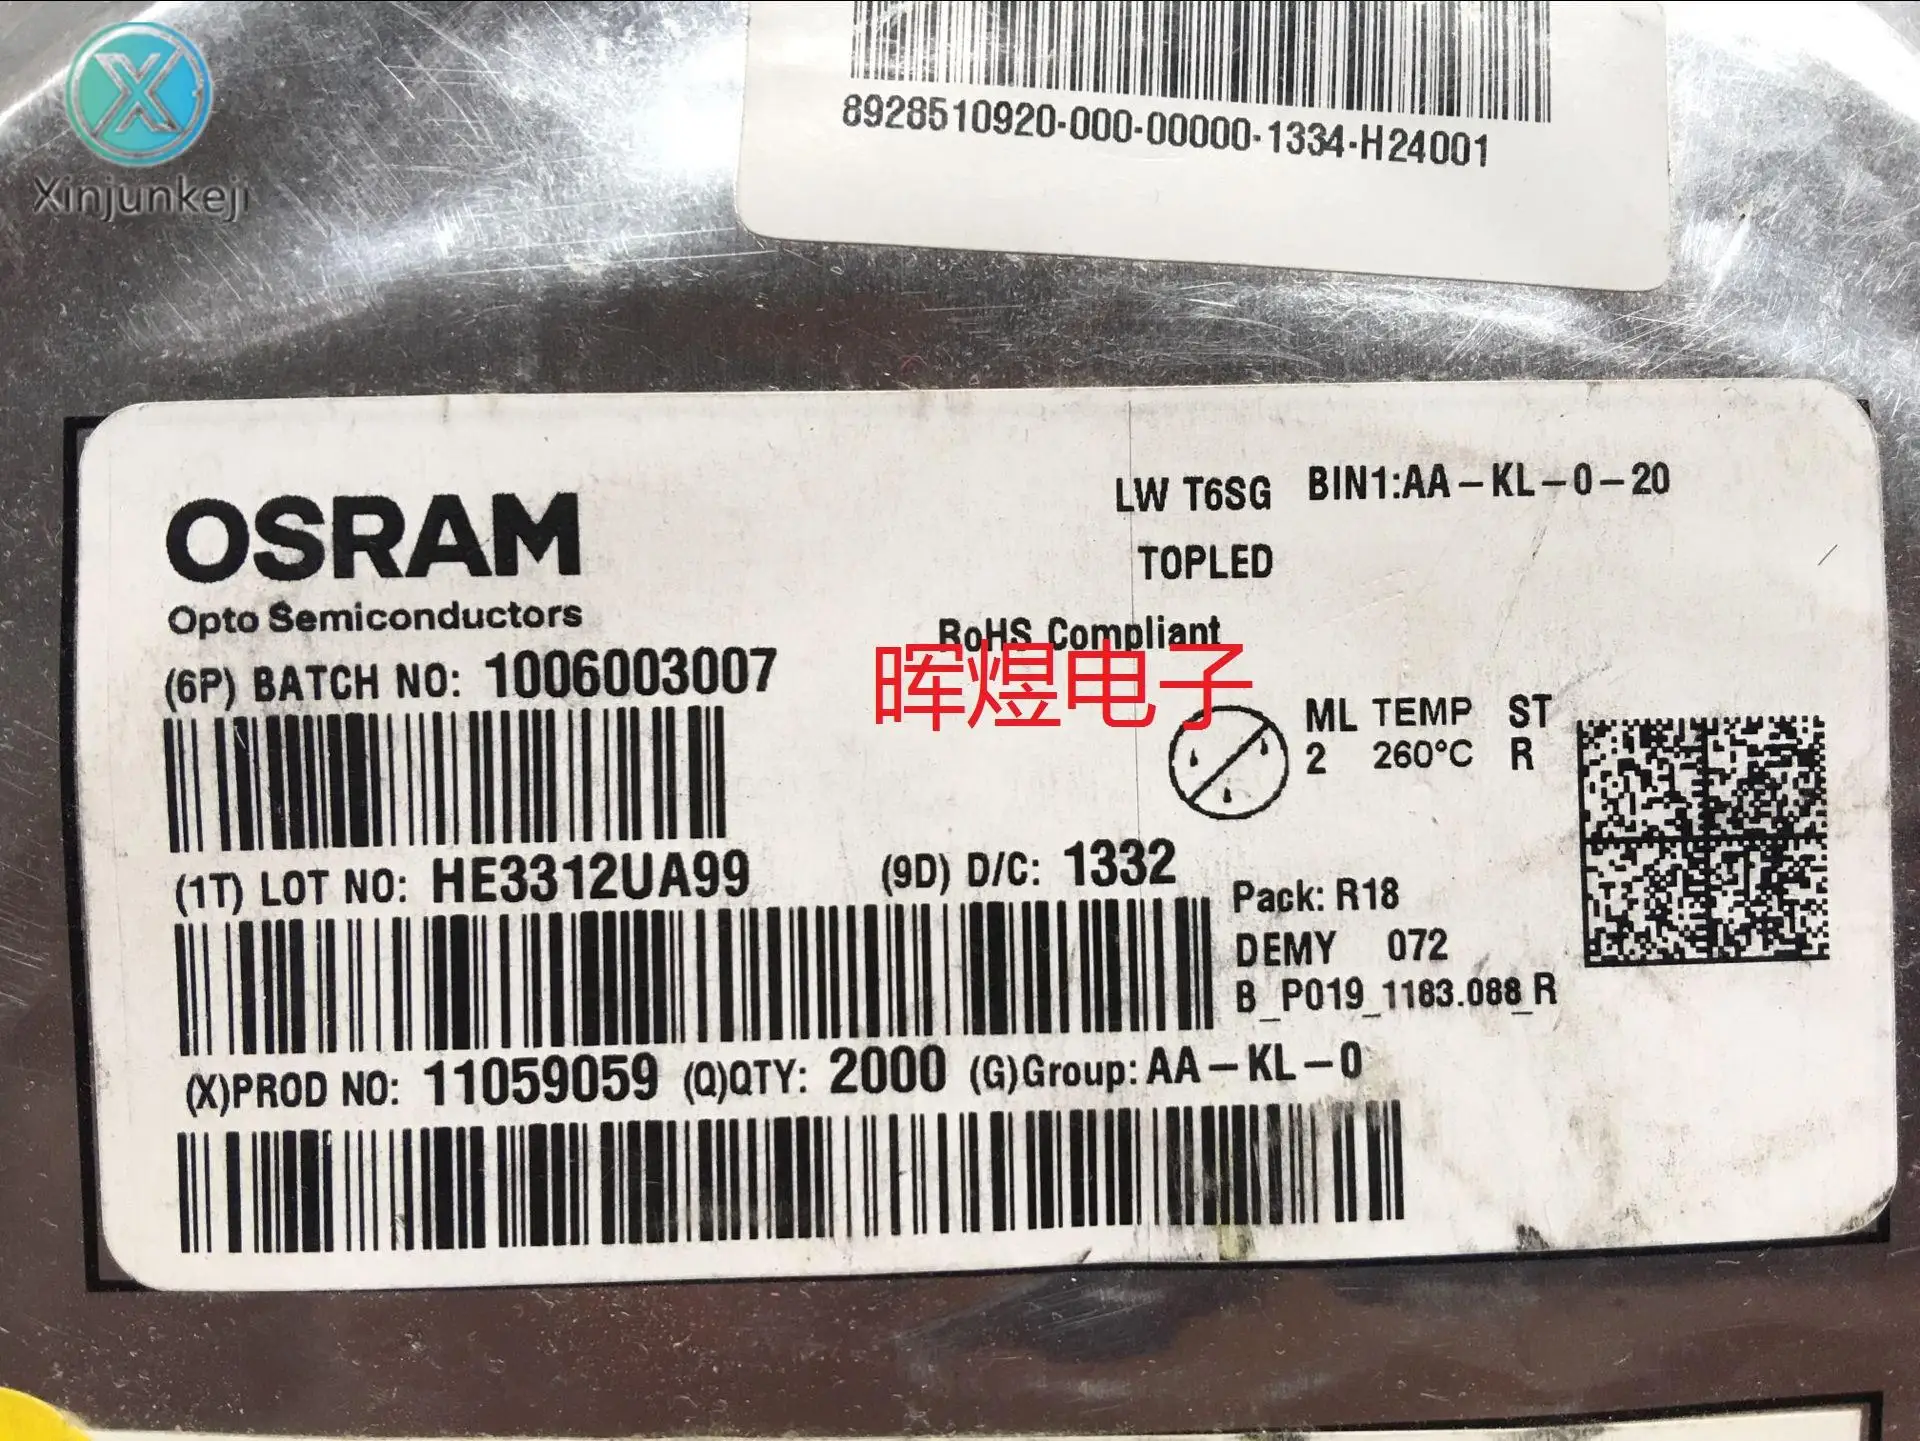 Xinjunkeji
8928510920-000-00000-1334-H24001
OSRAM
Opto Semiconductors
LW T6SG BIN1:AA-KL-0-20
TOPLED
RoHS Compliant
晖煜电子
(6P) BATCH NO: 1006003007
ML TEMP ST
2 260°C R
(1T) LOT NO: HE3312UA99 (9D) D/C: 1332
Pack: R18
DEMY 072
B_P019_1183.088_R
(X)PROD NO: 11059059 (Q)QTY: 2000 (G)Group: AA-KL-0